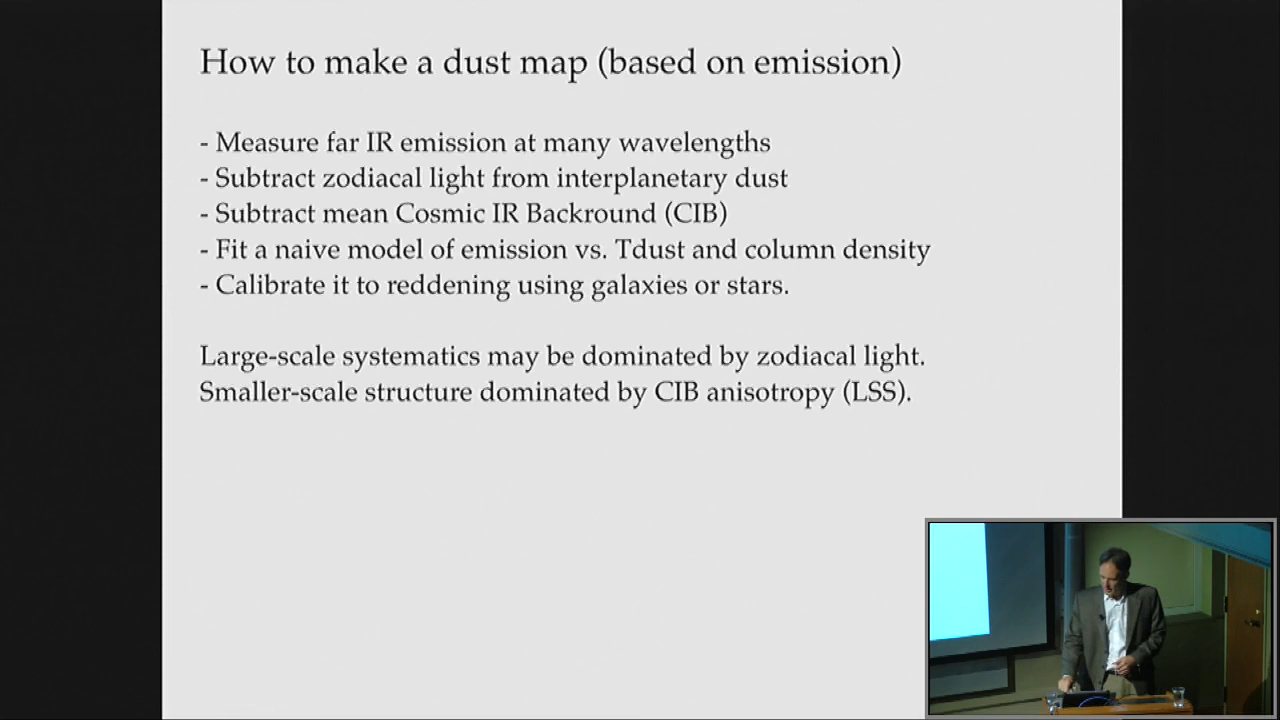 How to make a dust map (based on emission)
- Measure far IR emission at many wavelengths
- Subtract zodiacal light from interplanetary dust
- Subtract mean Cosmic IR Backround (CIB)
- Fit a naive model of emission vs. Tdust and column density
- Calibrate it to reddening using galaxies or stars.
Large-scale systematics may be dominated by zodiacal light.
Smaller-scale structure dominated by CIB anisotropy (LSS).